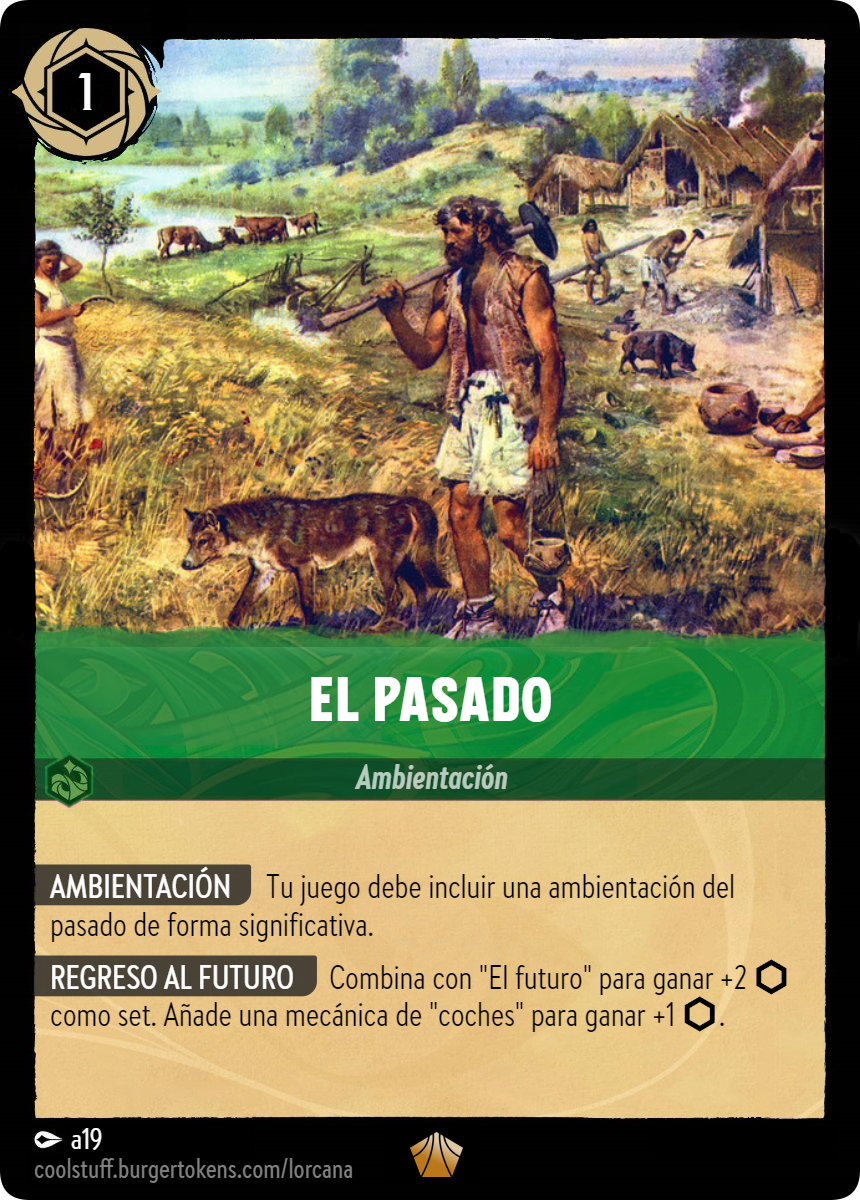 1
EL PASADO
Ambientación
AMBIENTACIÓN Tu juego debe incluir una ambientación del
pasado de forma significativa.
REGRESO AL FUTURO Combina con "El futuro" para ganar +2
como set. Añade una mecánica de "coches" para ganar +1 .
a19
coolstuff.burgertokens.com/lorcana